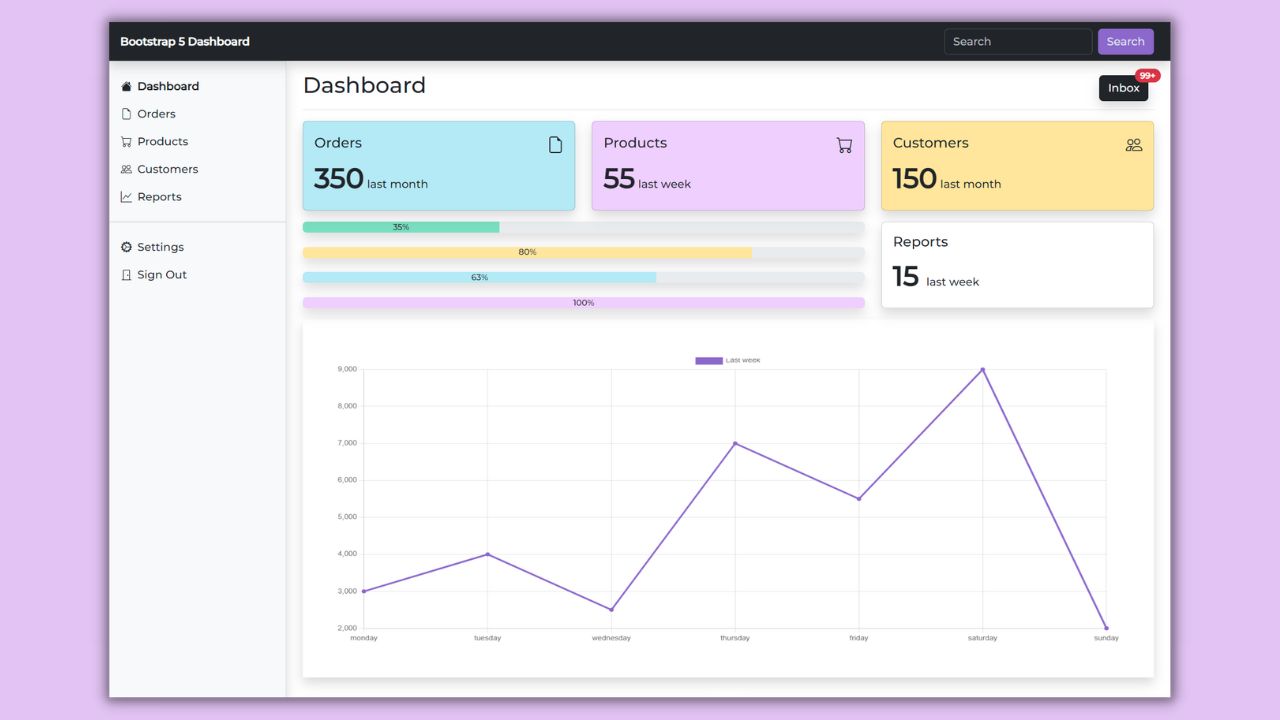 Bootstrap 5 Dashboard
Search Search
Dashboard
Orders
Products
Customers
Reports
Settings
Sign Out
Dashboard
99+
Inbox
Orders
350 last month
Products
55 last week
Customers
150 last month
35%
80%
63%
100%
Reports
15 last week
Last week
9,000
8,000
7,000
6,000
5,000
4,000
3,000
2,000
monday tuesday wednesday thursday friday saturday sunday